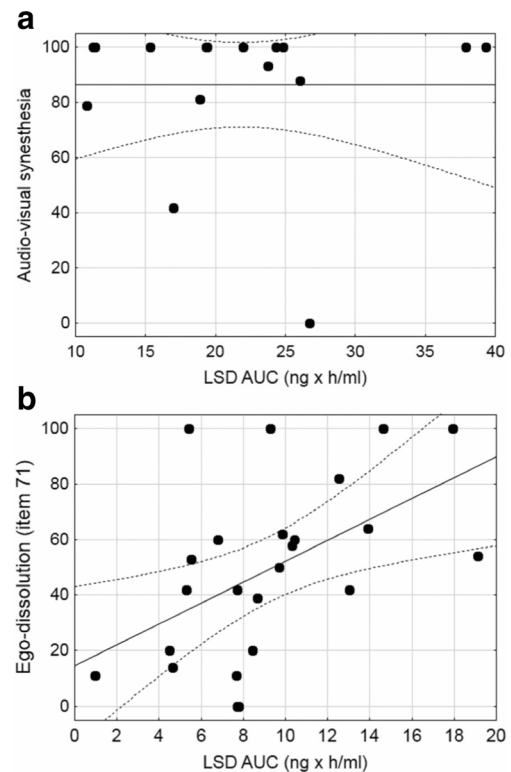 a
100
80
60
40
20
0
Audio-visual synesthesia
10 15 20 25 30 35 40
LSD AUC (ng x h/ml)
b
100
80
60
40
20
0
Ego-dissolution (item 71)
0 2 4 6 8 10 12 14 16 18 20
LSD AUC (ng x h/ml)